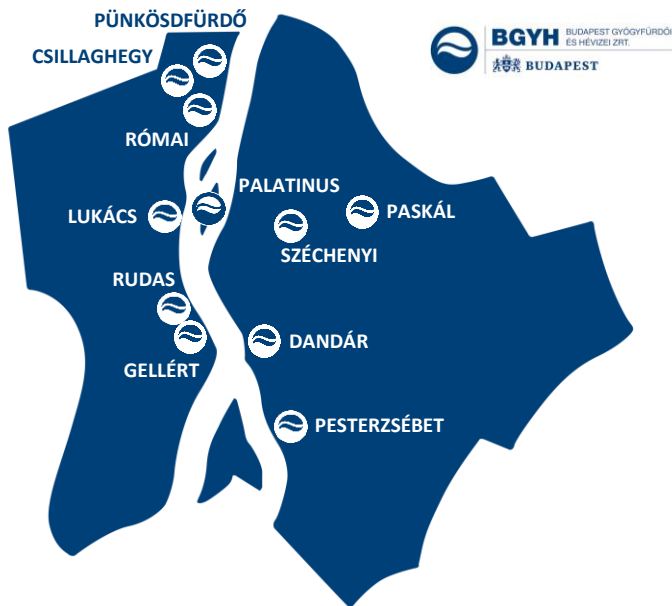 PÜNKÖSDFÜRDŐ
CSILLAGHEGY
RÓMAI
BGYH
BUDAPEST GYÓGYFÜRDŐI
ÉS HÉVIZEI ZRT.
BUDAPEST
PALATINUS
LUKÁCS
PASKÁL
SZÉCHENYI
RUDAS
DANDÁR
GELLÉRT
PESTERZSÉBET